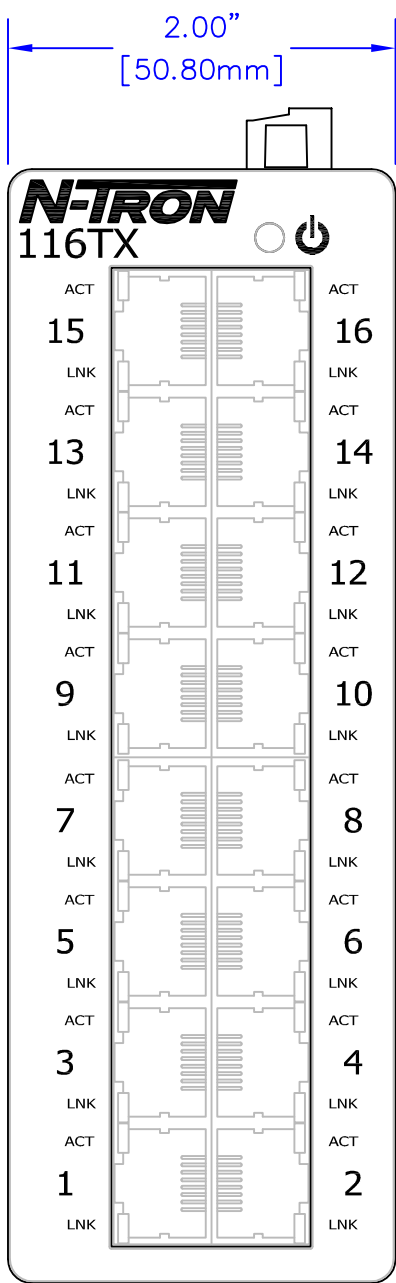 2.00"
[50.80mm]
N-TRON
116TX
ACT ACT
15 16
LNK LNK
ACT ACT
13 14
LNK LNK
ACT ACT
11 12
LNK LNK
ACT ACT
9 10
LNK LNK
ACT ACT
7 8
LNK LNK
ACT ACT
5 6
LNK LNK
ACT ACT
3 4
LNK LNK
ACT ACT
1 2
LNK LNK